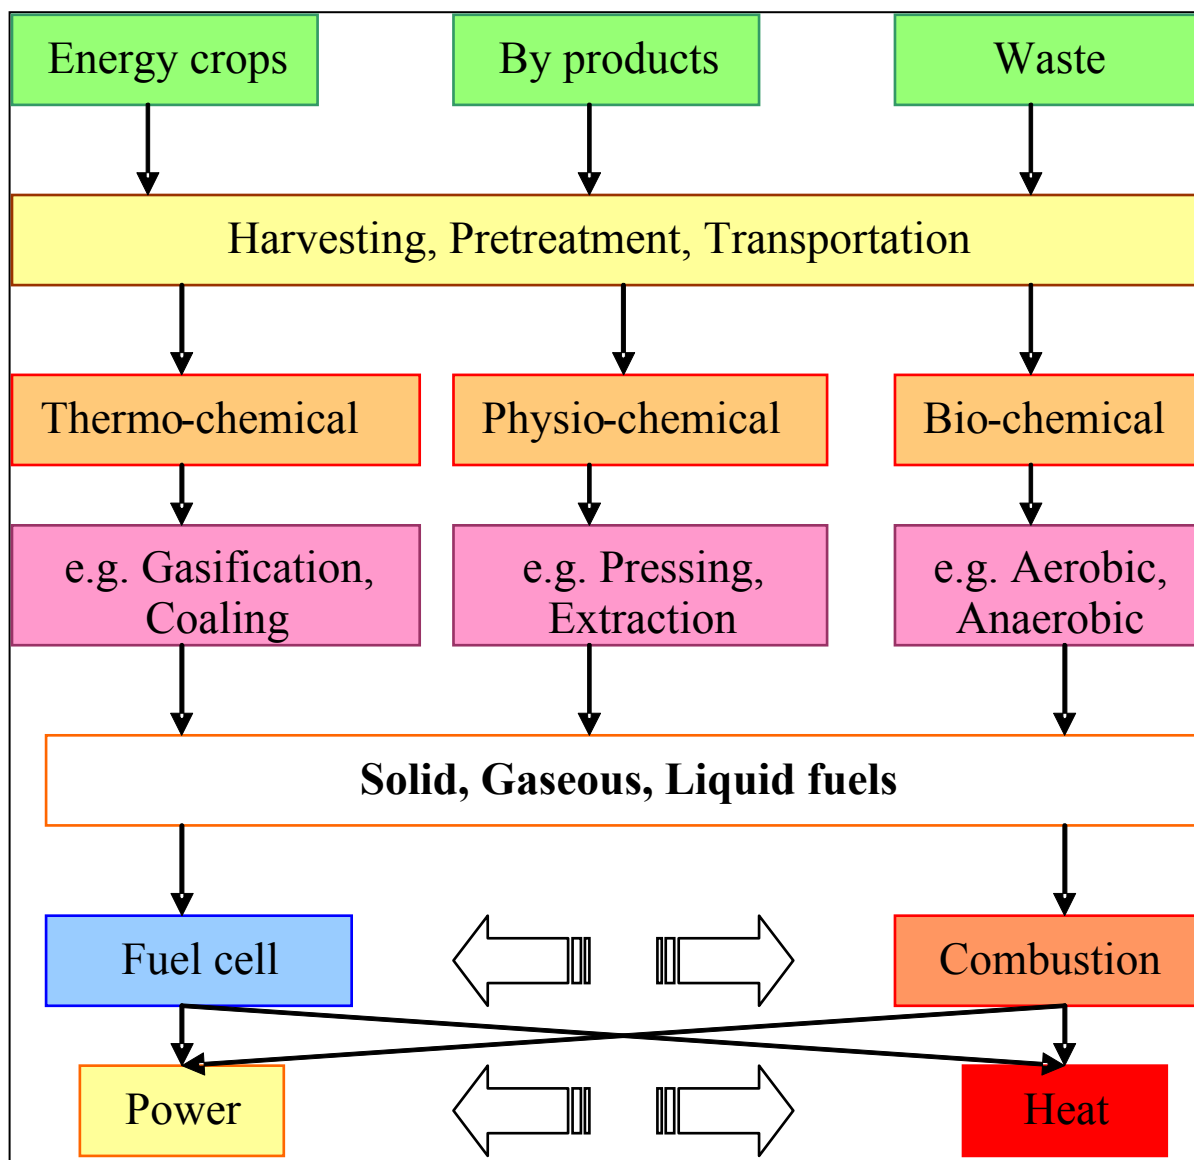 Energy crops
By products
Waste
Harvesting, Pretreatment, Transportation
Thermo-chemical
Physio-chemical
Bio-chemical
e.g. Gasification,
Coaling
e.g. Pressing,
Extraction
e.g. Aerobic,
Anaerobic
Solid, Gaseous, Liquid fuels
Fuel cell
Combustion
Power
Heat